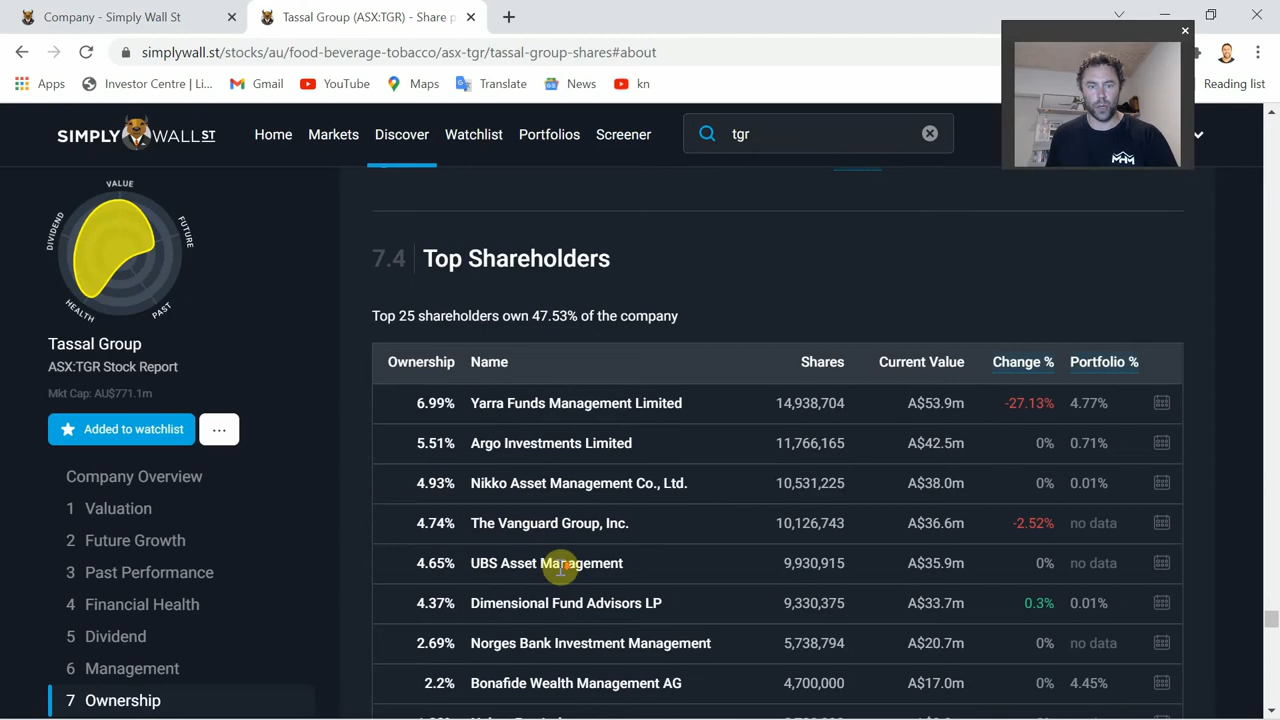 Company - Simply Wall St
Tassal Group (ASX:TGR) - Share p
simplywall.st/stocks/au/food-beverage-tobacco/asx-tgr/tassal-group-shares#about
Apps Investor Centre | Li... Gmail YouTube Maps Translate News kn Reading list
SIMPLY WALL ST Home Markets Discover Watchlist Portfolios Screener tgr
MHM
VALUE
FUTURE
PAST
HEALTH
DIVIDEND
Tassal Group
ASX:TGR Stock Report
Mkt Cap: AU$771.1m
Added to watchlist ...
Company Overview
1 Valuation
2 Future Growth
3 Past Performance
4 Financial Health
5 Dividend
6 Management
7 Ownership
7.4 Top Shareholders
Top 25 shareholders own 47.53% of the company
Ownership Name Shares Current Value Change % Portfolio %
6.99% Yarra Funds Management Limited 14,938,704 A$53.9m -27.13% 4.77%
5.51% Argo Investments Limited 11,766,165 A$42.5m 0% 0.71%
4.93% Nikko Asset Management Co., Ltd. 10,531,225 A$38.0m 0% 0.01%
4.74% The Vanguard Group, Inc. 10,126,743 A$36.6m -2.52% no data
4.65% UBS Asset Management 9,930,915 A$35.9m 0% no data
4.37% Dimensional Fund Advisors LP 9,330,375 A$33.7m 0.3% 0.01%
2.69% Norges Bank Investment Management 5,738,794 A$20.7m 0% no data
2.2% Bonafide Wealth Management AG 4,700,000 A$17.0m 0% 4.45%